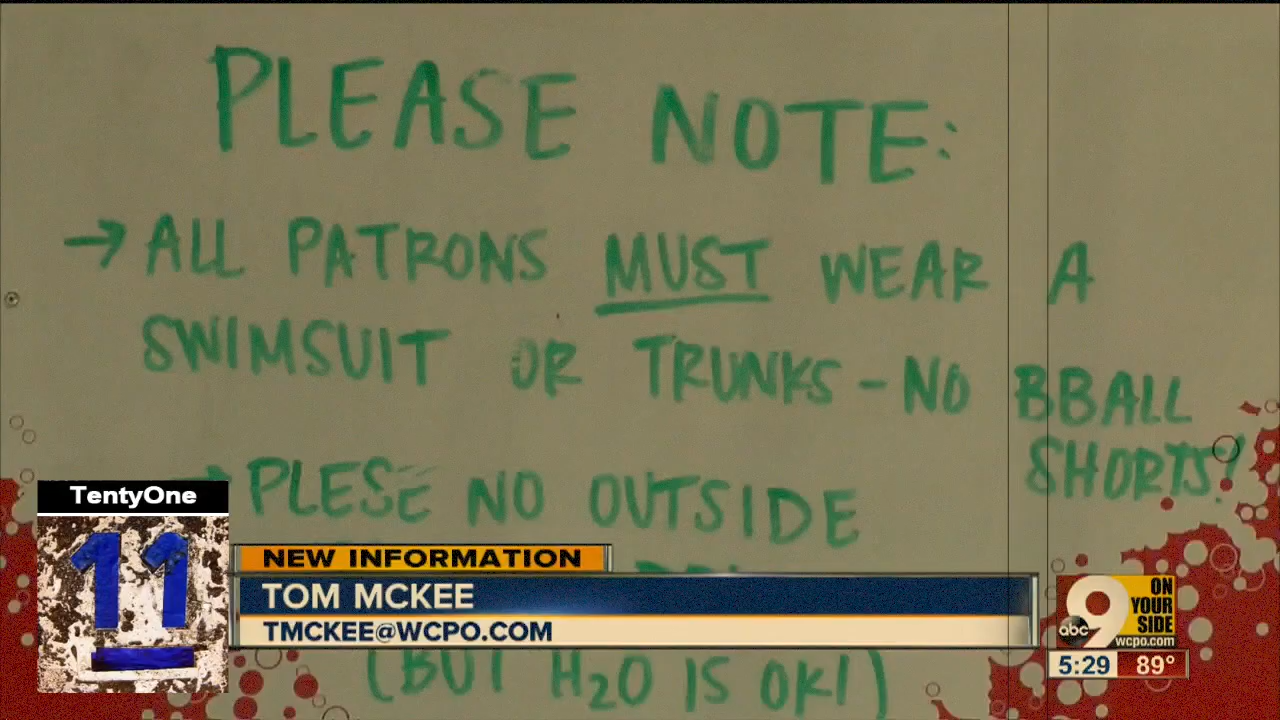 PLEASE NOTE:
→ ALL PATRONS MUST WEAR A
SWIMSUIT OR TRUNKS - NO BBALL
SHORTS!
→ PLESE NO OUTSIDE
(BUT H2O IS OK!)
TentyOne
11
NEW INFORMATION
TOM MCKEE
TMCKEE@WCPO.COM
abc 9 ON
YOUR
SIDE
wcpo.com
5:29 89°